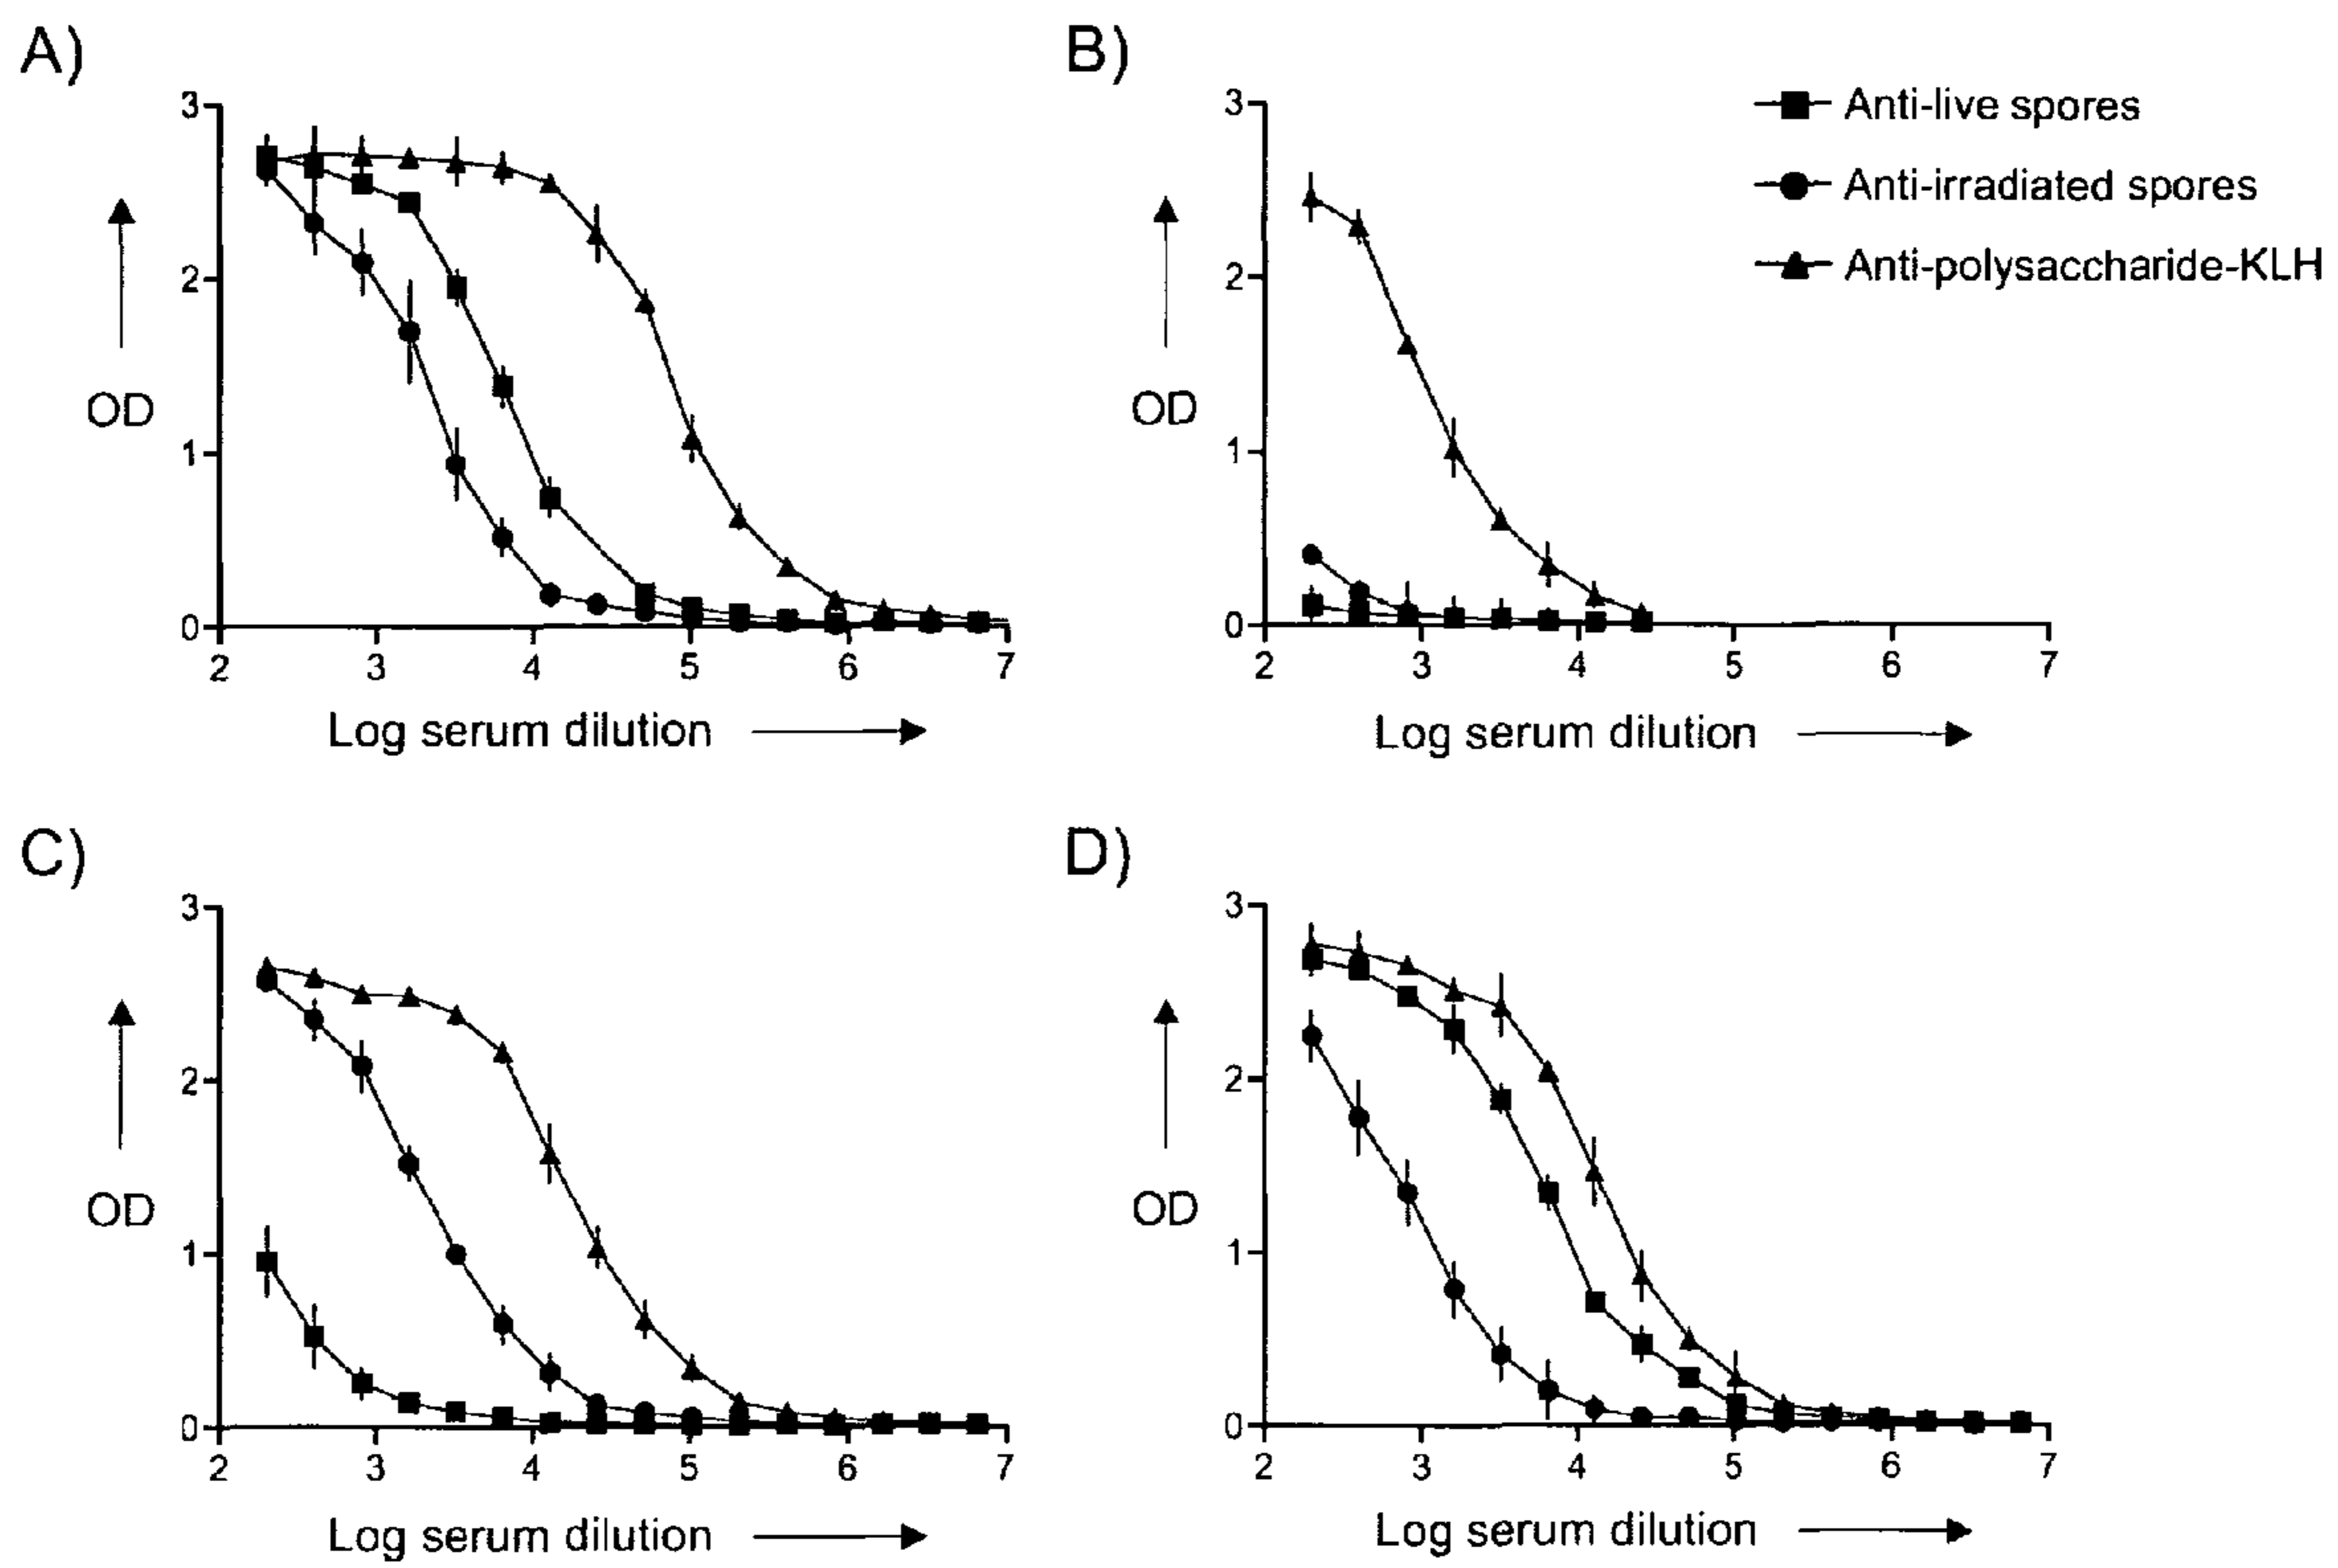 A)
3
2
1
0
OD
2 3 4 5 6 7
Log serum dilution
B)
3
2
1
0
OD
2 3 4 5 6 7
Log serum dilution
Anti-live spores
Anti-irradiated spores
Anti-polysaccharide-KLH
C)
3
2
1
0
OD
2 3 4 5 6 7
Log serum dilution
D)
3
2
1
0
OD
2 3 4 5 6 7
Log serum dilution